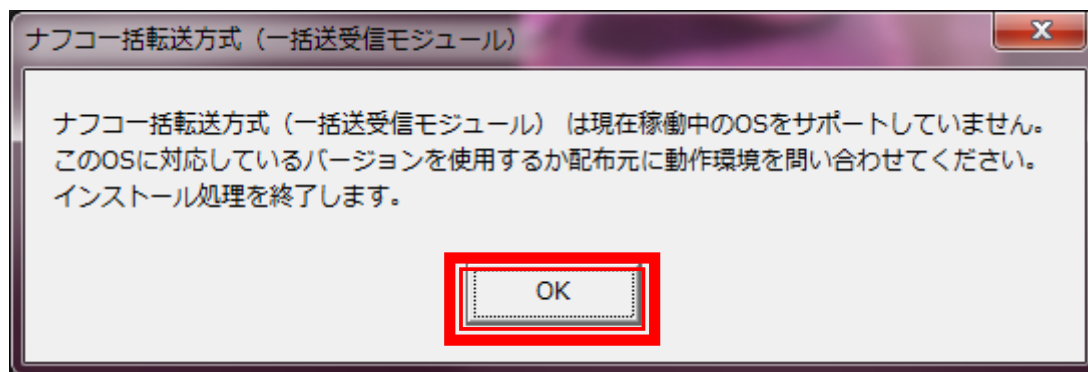 ナフコ一括転送方式（一括送受信モジュール）
ナフコ一括転送方式（一括送受信モジュール） は現在稼働中のOSをサポートしていません。
このOSに対応しているバージョンを使用するか配布元に動作環境を問い合わせてください。
インストール処理を終了します。
OK